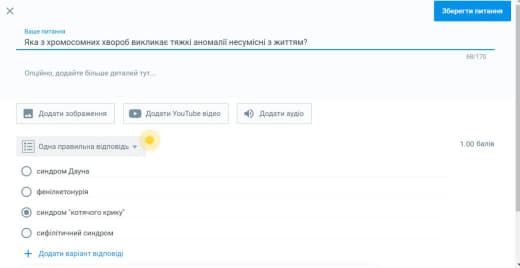 Зберегти питання
Ваше питання
Яка з хромосомних хвороб викликає тяжкі аномалії несумісні з життям?
68/170
Опційно, додайте більше деталей тут...
Додати зображення
Додати YouTube відео
Додати аудіо
Одна правильна відповідь
1.00 балів
синдром Дауна
фенілкетонурія
синдром "котячого крику"
сифілітичний синдром
+ Додати варіант відповіді